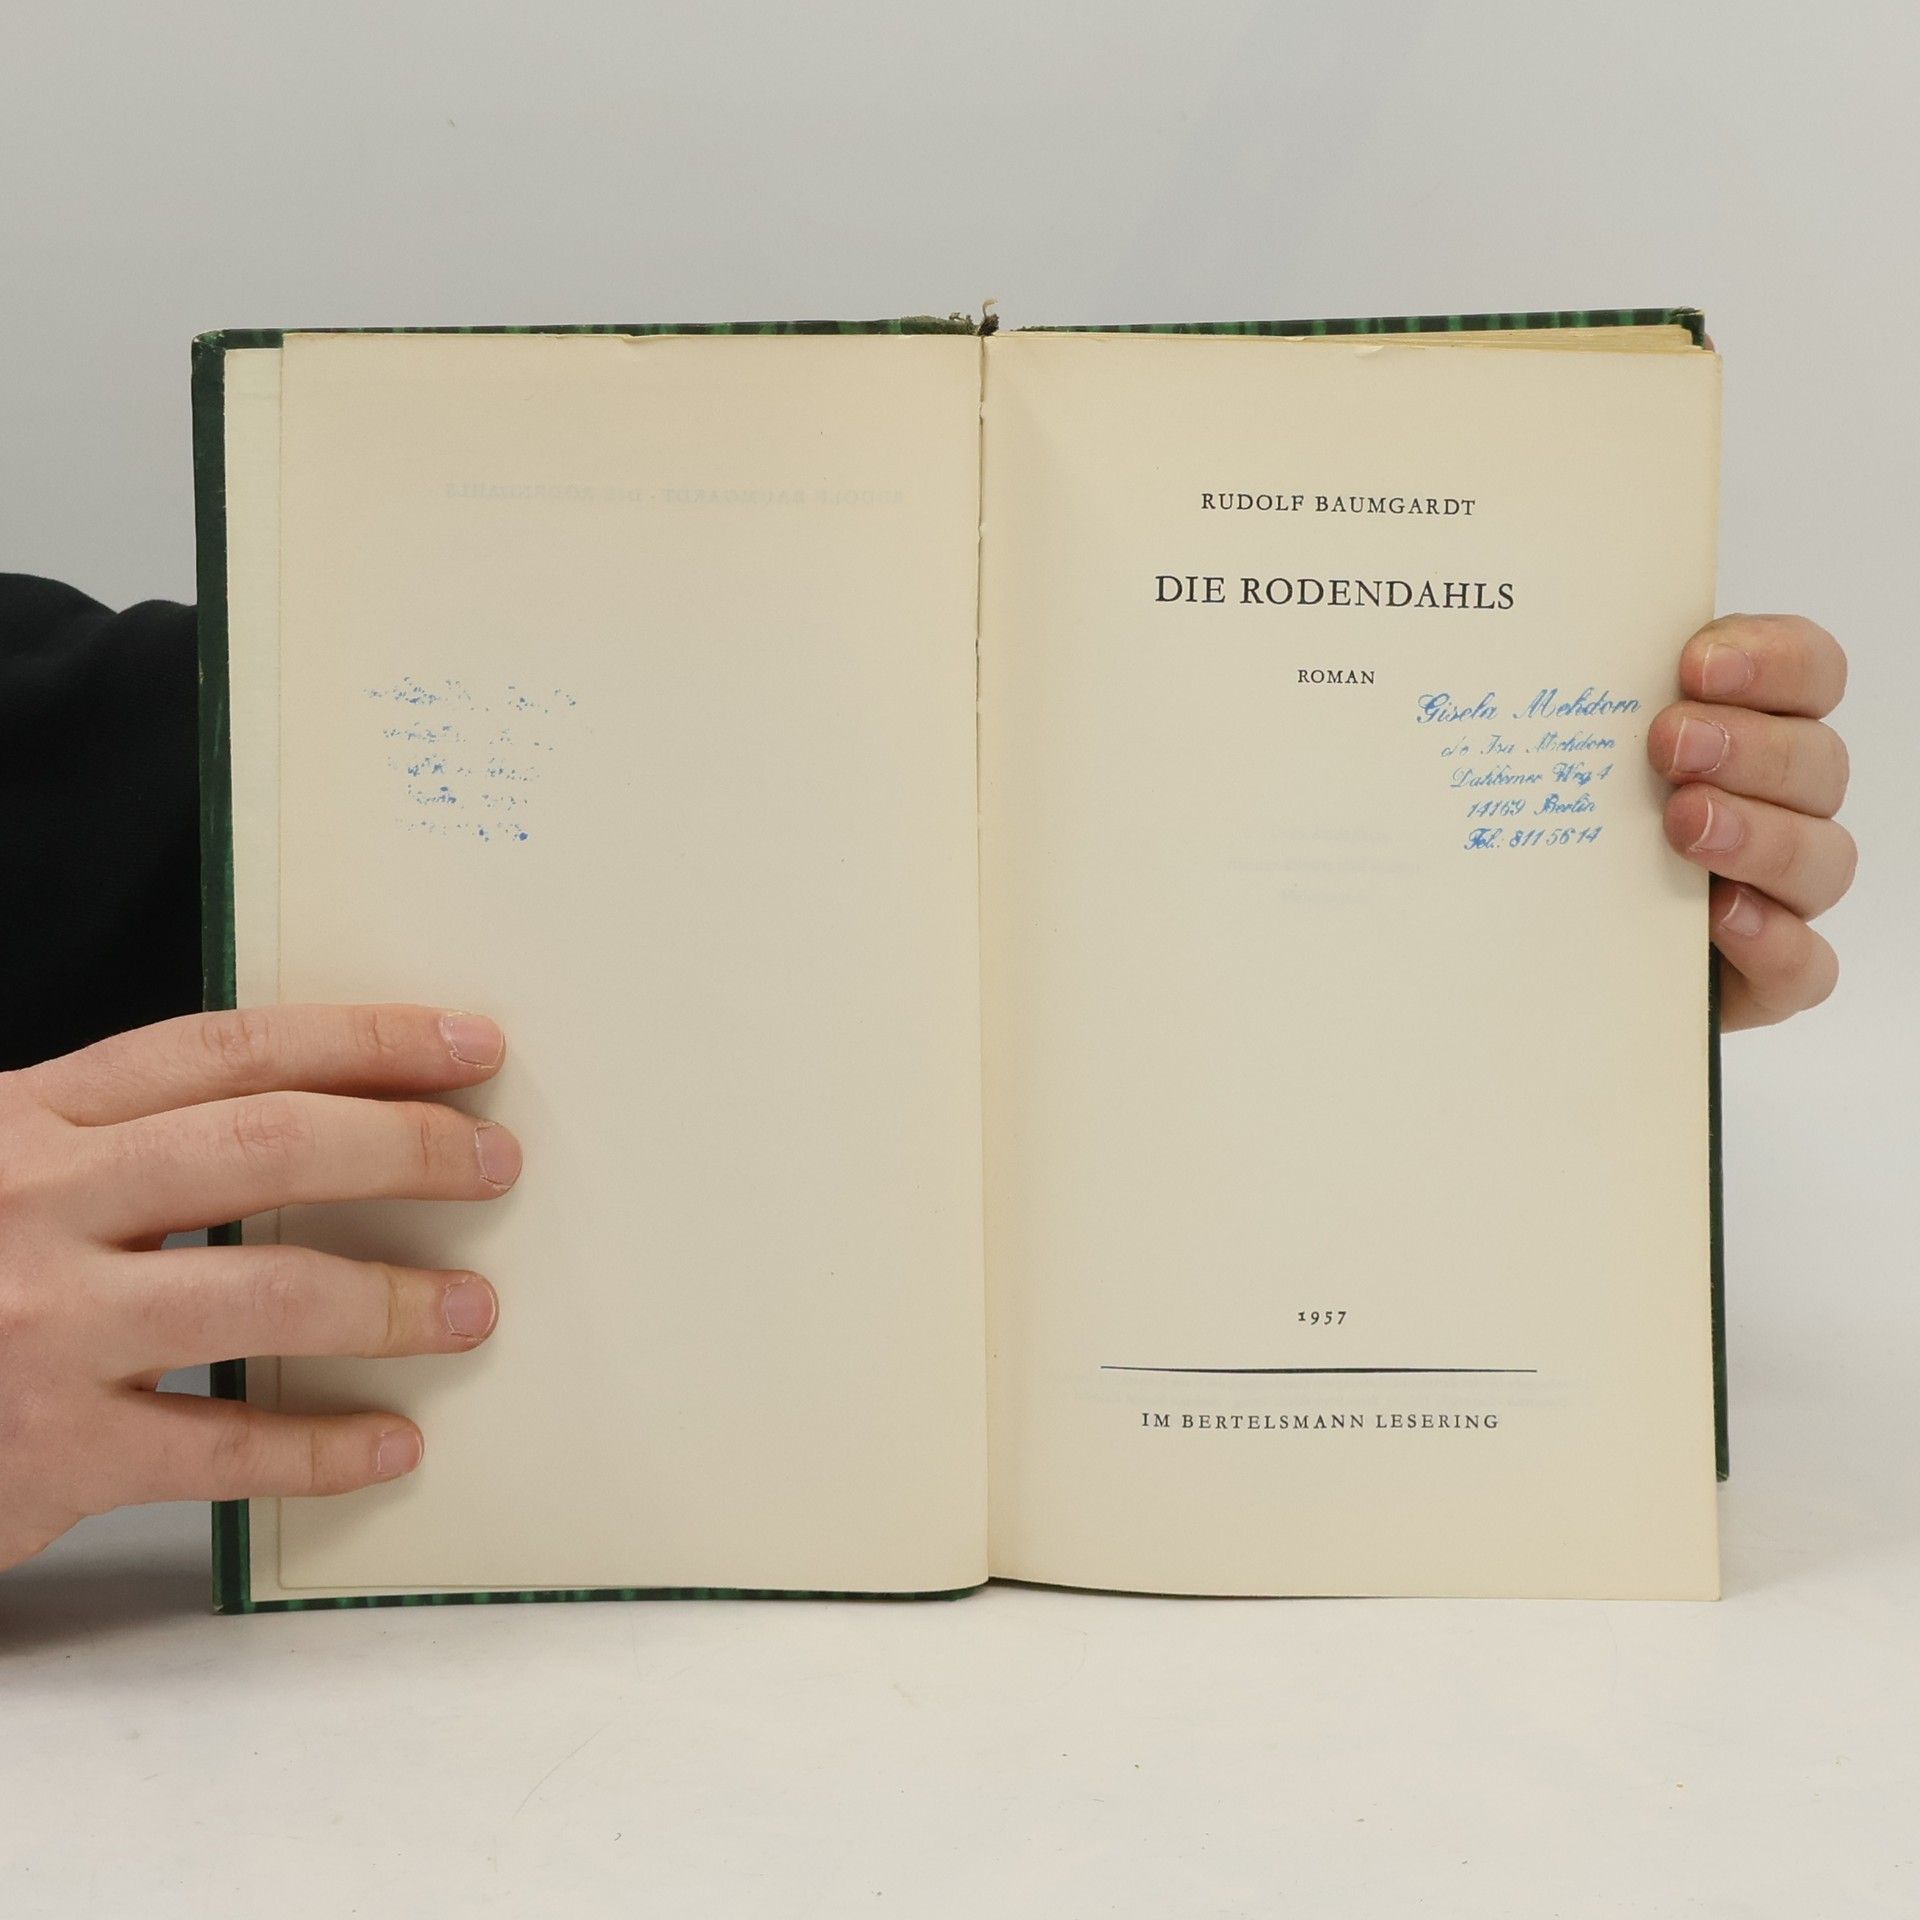 RUDOLF BAUMGARDT
DIE RODENDAHLS
ROMAN
Gisela Mehdorn
c/o Isa Mehdorn
Dahlemer Weg 4
14169 Berlin
Tel.: 811 56 14
1957
IM BERTELSMANN LESERING